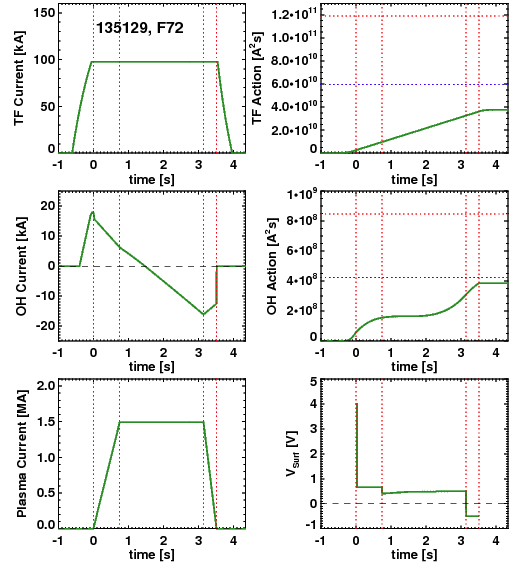 135129, F72
TF Current [kA]
150
100
50
0
-1 0 1 2 3 4
time [s]
TF Action [A²s]
1.2•10¹¹
1.0•10¹¹
8.0•10¹⁰
6.0•10¹⁰
4.0•10¹⁰
2.0•10¹⁰
0
-1 0 1 2 3 4
time [s]
OH Current [kA]
20
10
0
-10
-20
-1 0 1 2 3 4
time [s]
OH Action [A²s]
1•10⁹
8•10⁸
6•10⁸
4•10⁸
2•10⁸
0
-1 0 1 2 3 4
time [s]
Plasma Current [MA]
2.0
1.5
1.0
0.5
0.0
-1 0 1 2 3 4
time [s]
V_Surf [V]
5
4
3
2
1
0
-1
-1 0 1 2 3 4
time [s]